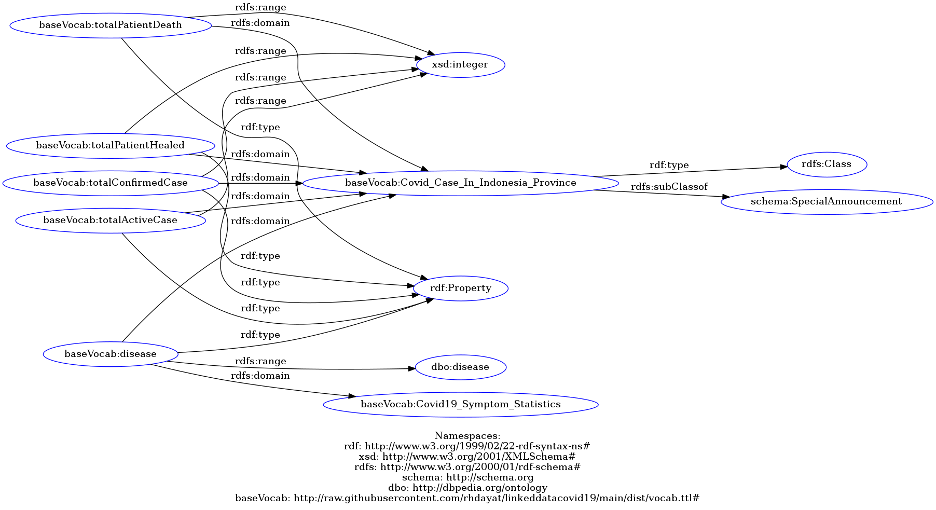 rdfs:range
baseVocab:totalPatientDeath
rdfs:domain
rdfs:range
xsd:integer
rdfs:range
rdfs:range
rdf:type
baseVocab:totalPatientHealed
rdfs:domain
rdf:type
rdfs:Class
rdfs:domain
baseVocab:totalConfirmedCase
baseVocab:Covid_Case_In_Indonesia_Province
rdfs:subClassof
rdfs:domain
schema:SpecialAnnouncement
baseVocab:totalActiveCase
rdfs:domain
rdf:type
rdf:type
rdf:Property
rdf:type
rdf:type
baseVocab:disease
rdfs:range
dbo:disease
rdfs:domain
baseVocab:Covid19_Symptom_Statistics
Namespaces:
rdf: http://www.w3.org/1999/02/22-rdf-syntax-ns#
xsd: http://www.w3.org/2001/XMLSchema#
rdfs: http://www.w3.org/2000/01/rdf-schema#
schema: http://schema.org
dbo: http://dbpedia.org/ontology
baseVocab: http://raw.githubusercontent.com/rhdayat/linkeddatacovid19/main/dist/vocab.ttl#